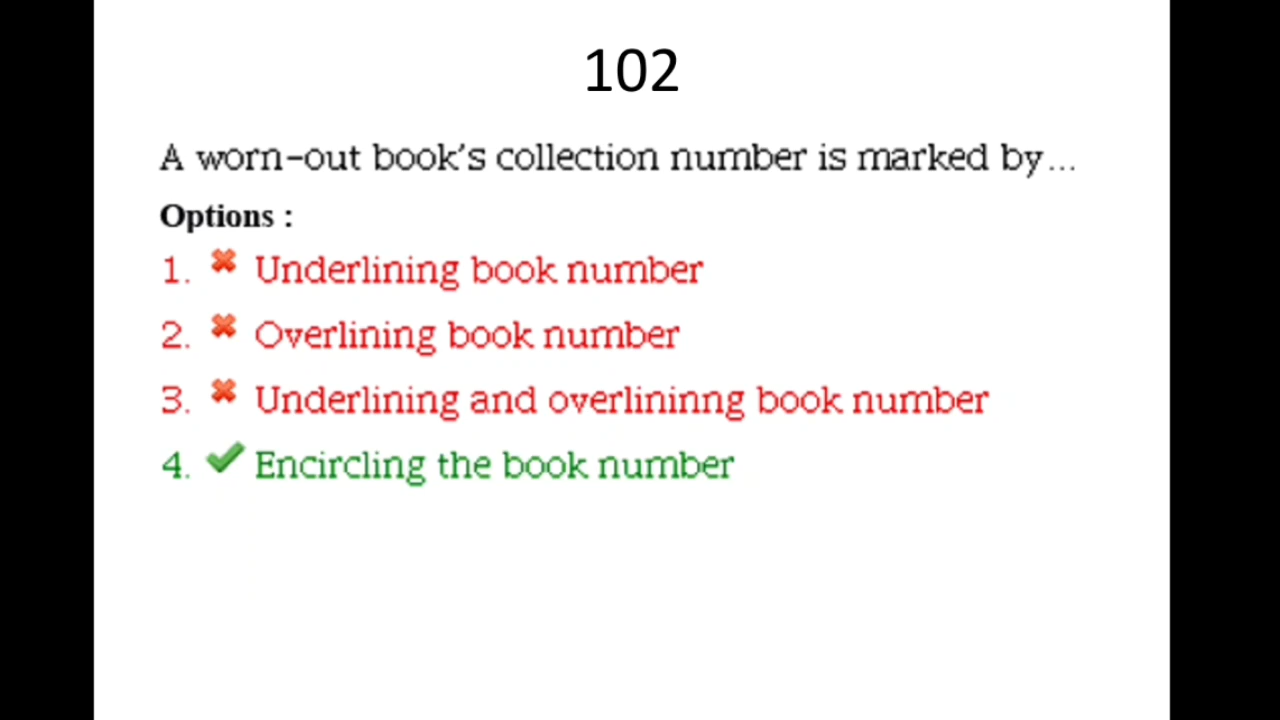 102
A worn-out book's collection number is marked by...
Options :
1. ✖ Underlining book number
2. ✖ Overlining book number
3. ✖ Underlining and overlininng book number
4. ✔ Encircling the book number